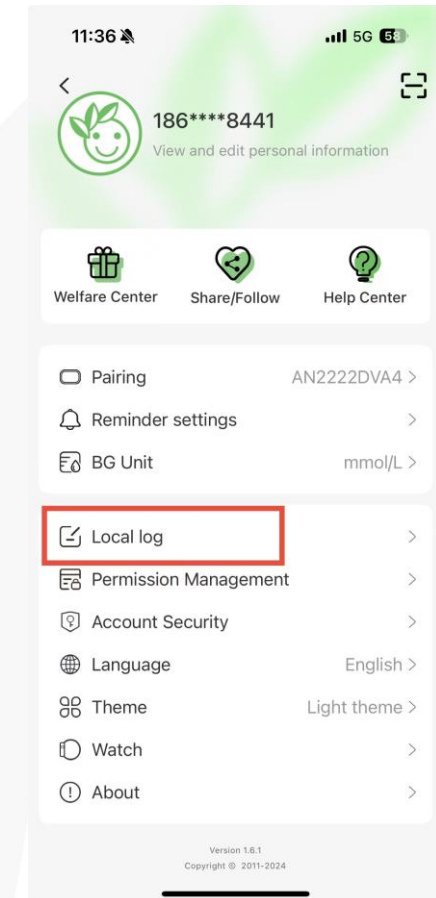 11:36
5G 58
186****8441
View and edit personal information
Welfare Center Share/Follow Help Center
Pairing AN2222DVA4 >
Reminder settings >
BG Unit mmol/L >
Local log >
Permission Management >
Account Security >
Language English >
Theme Light theme >
Watch >
About >
Version 1.6.1
Copyright © 2011-2024